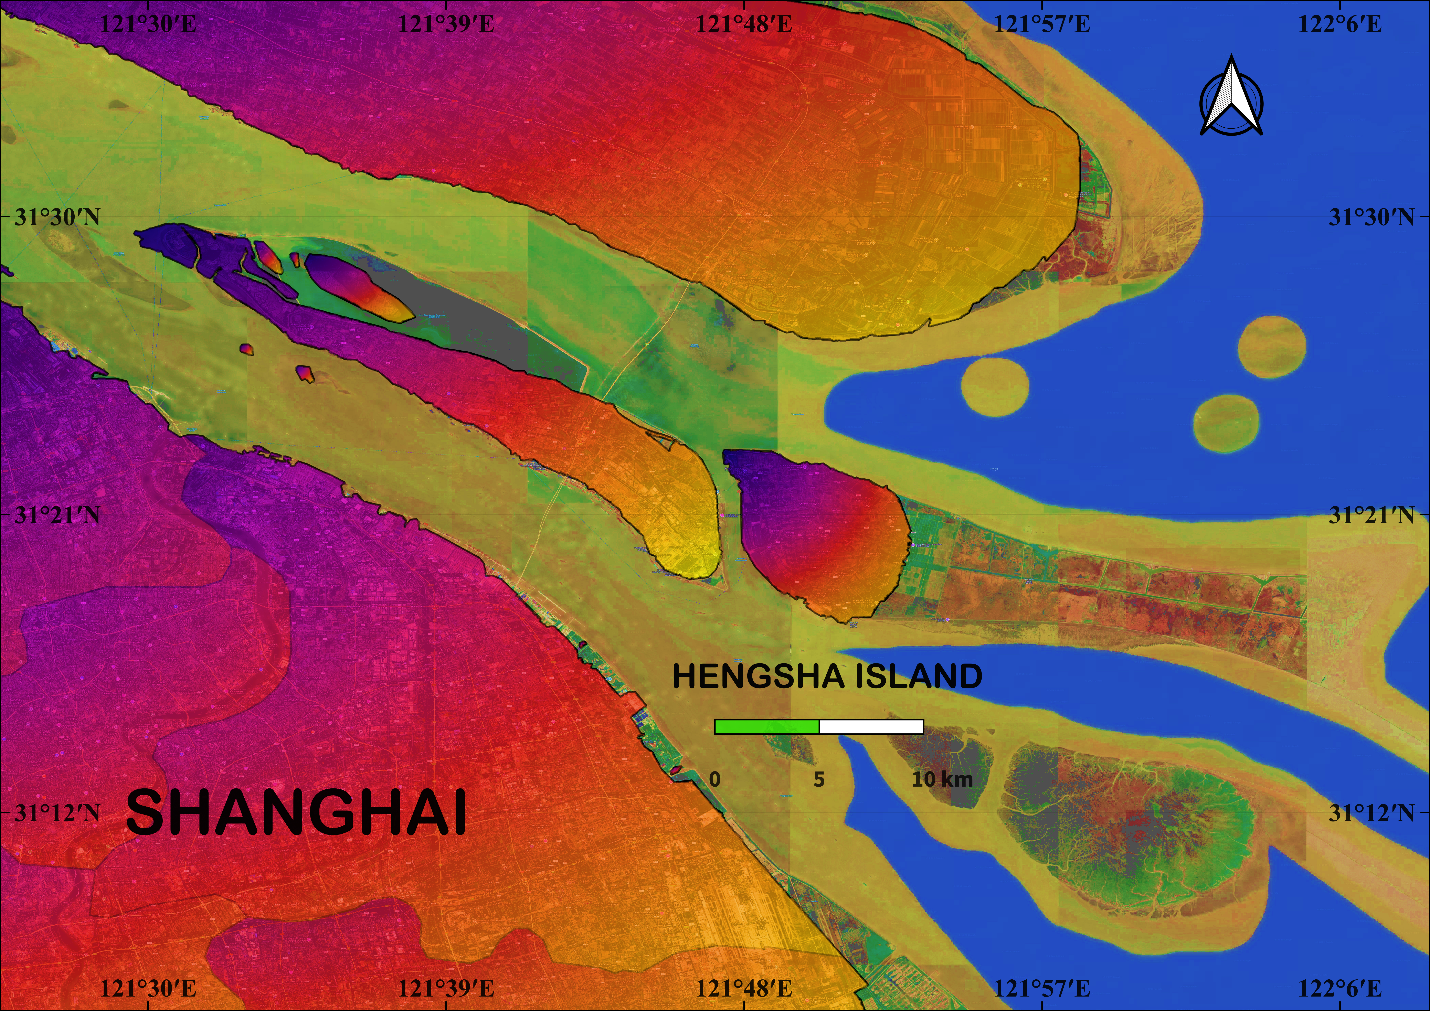 121°30′E 121°39′E 121°48′E 121°57′E 122°6′E
31°30′N 31°30′N
31°21′N 31°21′N
HENGSHA ISLAND
0 5 10 km
SHANGHAI
31°12′N 31°12′N
121°30′E 121°39′E 121°48′E 121°57′E 122°6′E